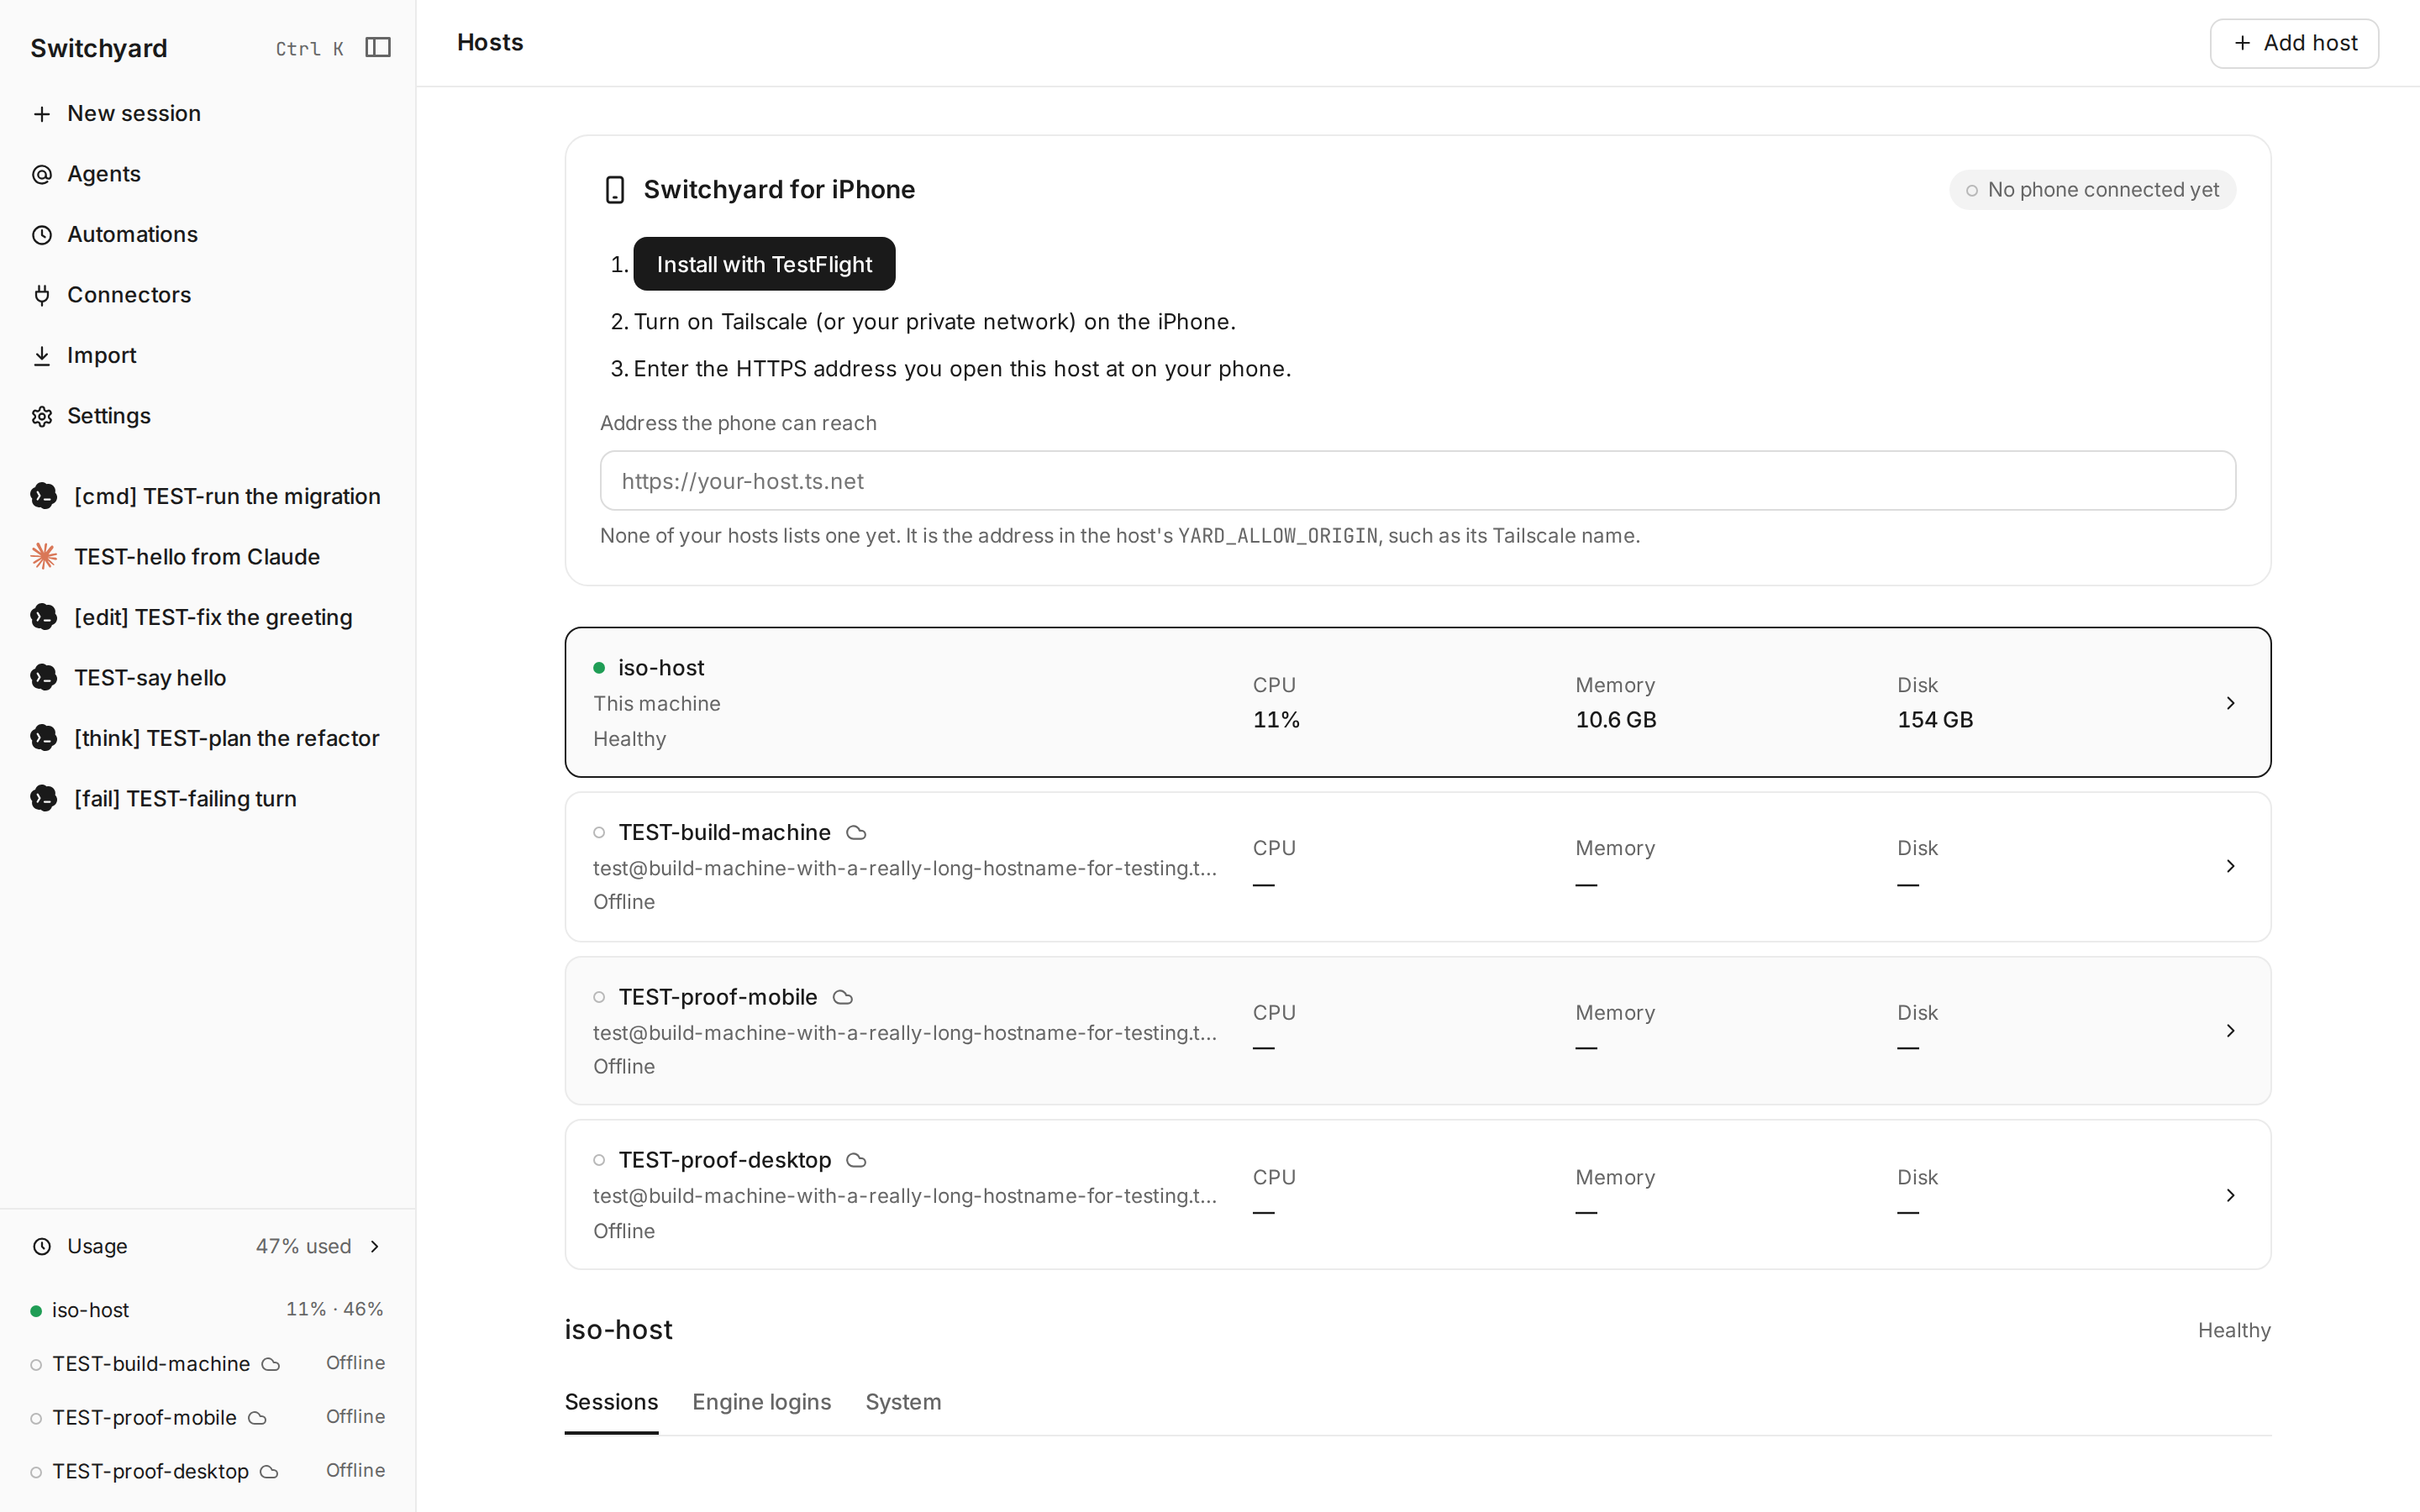 Switchyard
Ctrl K
New session
Agents
Automations
Connectors
Import
Settings
[cmd] TEST-run the migration
TEST-hello from Claude
[edit] TEST-fix the greeting
TEST-say hello
[think] TEST-plan the refactor
[fail] TEST-failing turn
Usage 47% used
iso-host 11% · 46%
TEST-build-machine Offline
TEST-proof-mobile Offline
TEST-proof-desktop Offline
Hosts
Add host
Switchyard for iPhone
No phone connected yet
1. Install with TestFlight
2. Turn on Tailscale (or your private network) on the iPhone.
3. Enter the HTTPS address you open this host at on your phone.
Address the phone can reach
https://your-host.ts.net
None of your hosts lists one yet. It is the address in the host's YARD_ALLOW_ORIGIN, such as its Tailscale name.
iso-host
This machine
Healthy
CPU Memory Disk
11% 10.6 GB 154 GB
TEST-build-machine
test@build-machine-with-a-really-long-hostname-for-testing.t...
Offline
CPU Memory Disk
— — —
TEST-proof-mobile
test@build-machine-with-a-really-long-hostname-for-testing.t...
Offline
CPU Memory Disk
— — —
TEST-proof-desktop
test@build-machine-with-a-really-long-hostname-for-testing.t...
Offline
CPU Memory Disk
— — —
iso-host Healthy
Sessions Engine logins System